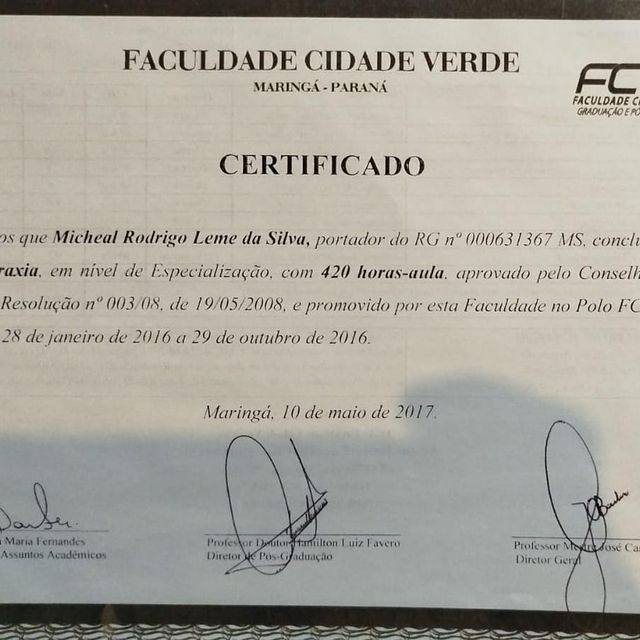 FACULDADE CIDADE VERDE
MARINGÁ - PARANÁ
FC
FACULDADE C
GRADUAÇÃO E PÓ
CERTIFICADO
os que Micheal Rodrigo Leme da Silva, portador do RG nº 000631367 MS, conclu
raxia, em nível de Especialização, com 420 horas-aula, aprovado pelo Conselh
Resolução nº 003/08, de 19/05/2008, e promovido por esta Faculdade no Polo FC
28 de janeiro de 2016 a 29 de outubro de 2016.
Maringá, 10 de maio de 2017.
Maria Fernandes
Assuntos Acadêmicos
Professor Doutor Hamilton Luiz Favero
Diretor de Pós-Graduação
Professor Mestre José Ca
Diretor Geral